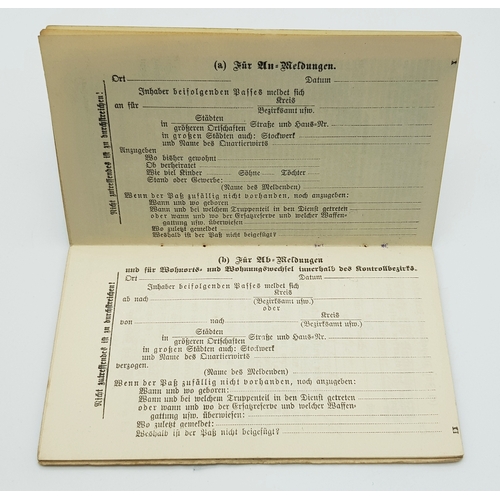 (a) Für An-Meldungen.
Ort Datum
Inhaber beifolgenden Passes meldet sich
an für Kreis
Bezirksamt usw.
in Städten Straße und Haus-Nr.
größeren Ortschaften
in großen Städten auch: Stockwerk
und Name des Quartierwirts
Anzugeben
Wo bisher gewohnt
Ob verheiratet
Wie viel Kinder Söhne Töchter
Stand oder Gewerbe:
(Name des Meldenden)
Wenn der Paß zufällig nicht vorhanden, noch anzugeben:
Wann und wo geboren
Wann und bei welchem Truppenteil in den Dienst getreten
oder wann und wo der Ersatzreserve und welcher Waffen-
gattung usw. überwiesen
Wo zuletzt gemeldet
Weshalb ist der Paß nicht beigefügt?
Nicht zutreffendes ist zu durchstreichen!
I
(b) Für Ab-Meldungen
und für Wohnorts- und Wohnungswechsel innerhalb des Kontrollbezirks.
Ort Datum
Inhaber beifolgenden Passes meldet sich
ab nach Kreis
(Bezirksamt usw.)
oder
von nach Kreis
(Bezirksamt usw.
in Städten Straße und Haus-Nr.
größeren Ortschaften
in großen Städten auch: Stockwerk
und Name des Quartierwirts
verzogen.
(Name des Meldenden)
Wenn der Paß zufällig nicht vorhanden, noch anzugeben:
Wann und wo geboren:
Wann und bei welchem Truppenteil in den Dienst getreten
oder wann und wo der Ersatzreserve und welcher Waffen-
gattung usw. überwiesen:
Wo zuletzt gemeldet:
Weshalb ist der Paß nicht beigefügt?
Nicht zutreffendes ist zu durchstreichen!
II